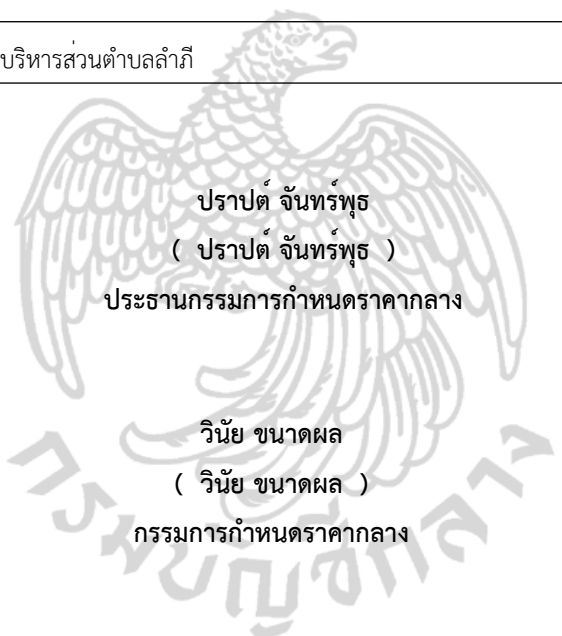 บริหารส่วนตำบลลำภี
ปราปต์ จันทร์พุธ
( ปราปต์ จันทร์พุธ )
ประธานกรรมการกำหนดราคากลาง
วินัย ขนาดผล
( วินัย ขนาดผล )
กรรมการกำหนดราคากลาง
กรมบัญชีกลาง